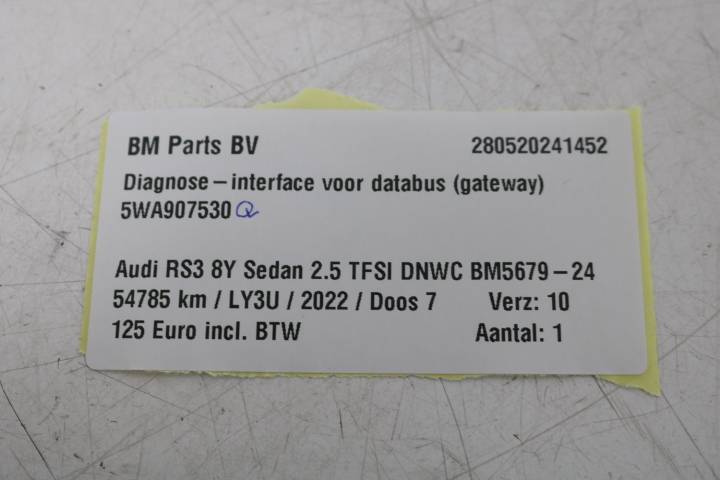 BM Parts BV 280520241452
Diagnose-interface voor databus (gateway)
5WA907530Q
Audi RS3 8Y Sedan 2.5 TFSI DNWC BM5679-24
54785 km / LY3U / 2022 / Doos 7 Verz: 10
125 Euro incl. BTW Aantal: 1